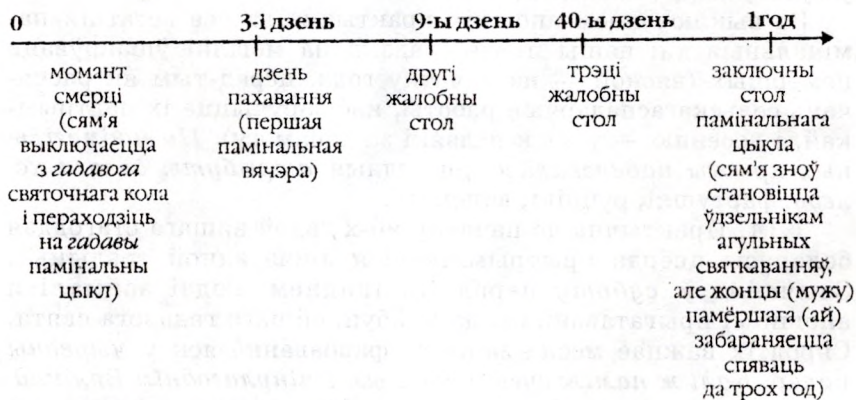 0 3-і дзень 9-ы дзень 40-ы дзень 1год
момант
смерці
(сям'я
выключаецца
з гадавога
святочнага кола
і пераходзіць
на гадавы
памінальны
цыкл)
дзень
пахавання
(першая
памінальная
вячэра)
другі
жалобны
стол
трэці
жалобны
стол
заключны
дзень
памінальнага
цыкла
(сям'я зноў
становіцца
ўдзельнікам
агульных
святкаванняў,
але жонцы (мужу)
памёршага (ай)
забараняецца
спяваць
да трох год)